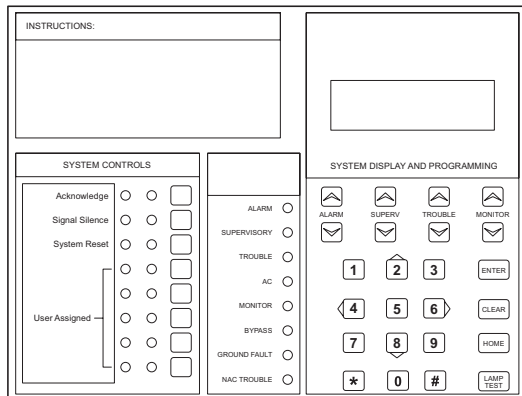 INSTRUCTIONS:
SYSTEM CONTROLS
Acknowledge
Signal Silence
System Reset
User Assigned
ALARM
SUPERVISORY
TROUBLE
AC
MONITOR
BYPASS
GROUND FAULT
NAC TROUBLE
SYSTEM DISPLAY AND PROGRAMMING
ALARM SUPERV TROUBLE MONITOR
1 2 3 ENTER
4 5 6 CLEAR
7 8 9 HOME
* 0 # LAMP
TEST